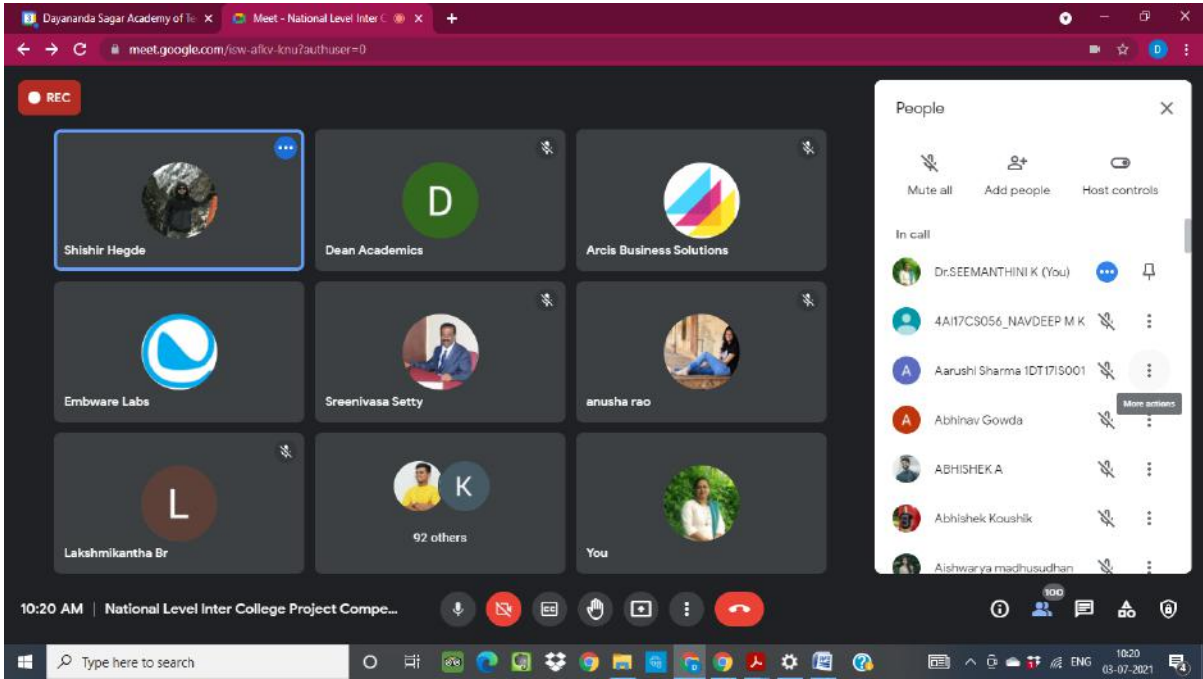 Dayananda Sagar Academy of Te
Meet - National Level Inter C
meet.google.com/isw-afkv-knu?authuser=0
D
REC
People
Mute all
Add people
Host controls
In call
Shishir Hegde
D
Dean Academics
Arcis Business Solutions
Dr.SEEMANTHINI K (You)
4AI17CS056_NAVDEEP M K
A
Aarushi Sharma 1DT17IS001
More actions
A
Abhinav Gowda
ABHISHEK A
Abhishek Koushik
Aishwarya madhusudhan
Embware Labs
Sreenivasa Setty
anusha rao
L
Lakshmikantha Br
K
92 others
You
10:20 AM | National Level Inter College Project Compe...
CC
100
Type here to search
ENG
10:20
03-07-2021